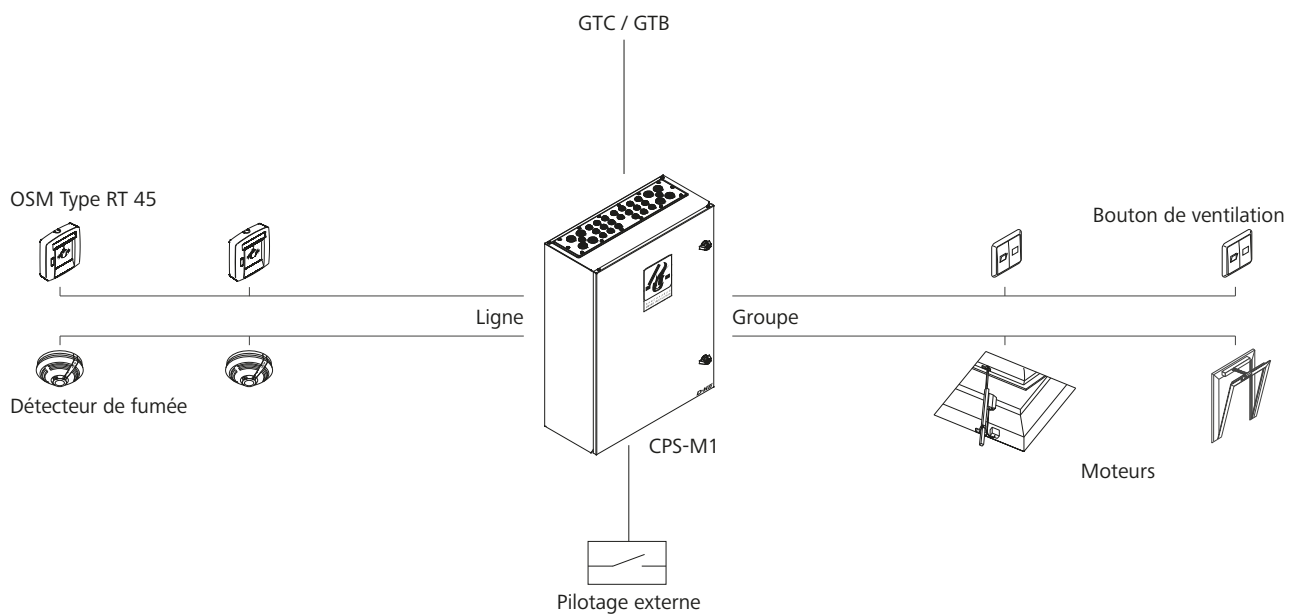 GTC / GTB
OSM Type RT 45
Bouton de ventilation
Ligne
Groupe
Détecteur de fumée
CPS-M1
Moteurs
Pilotage externe